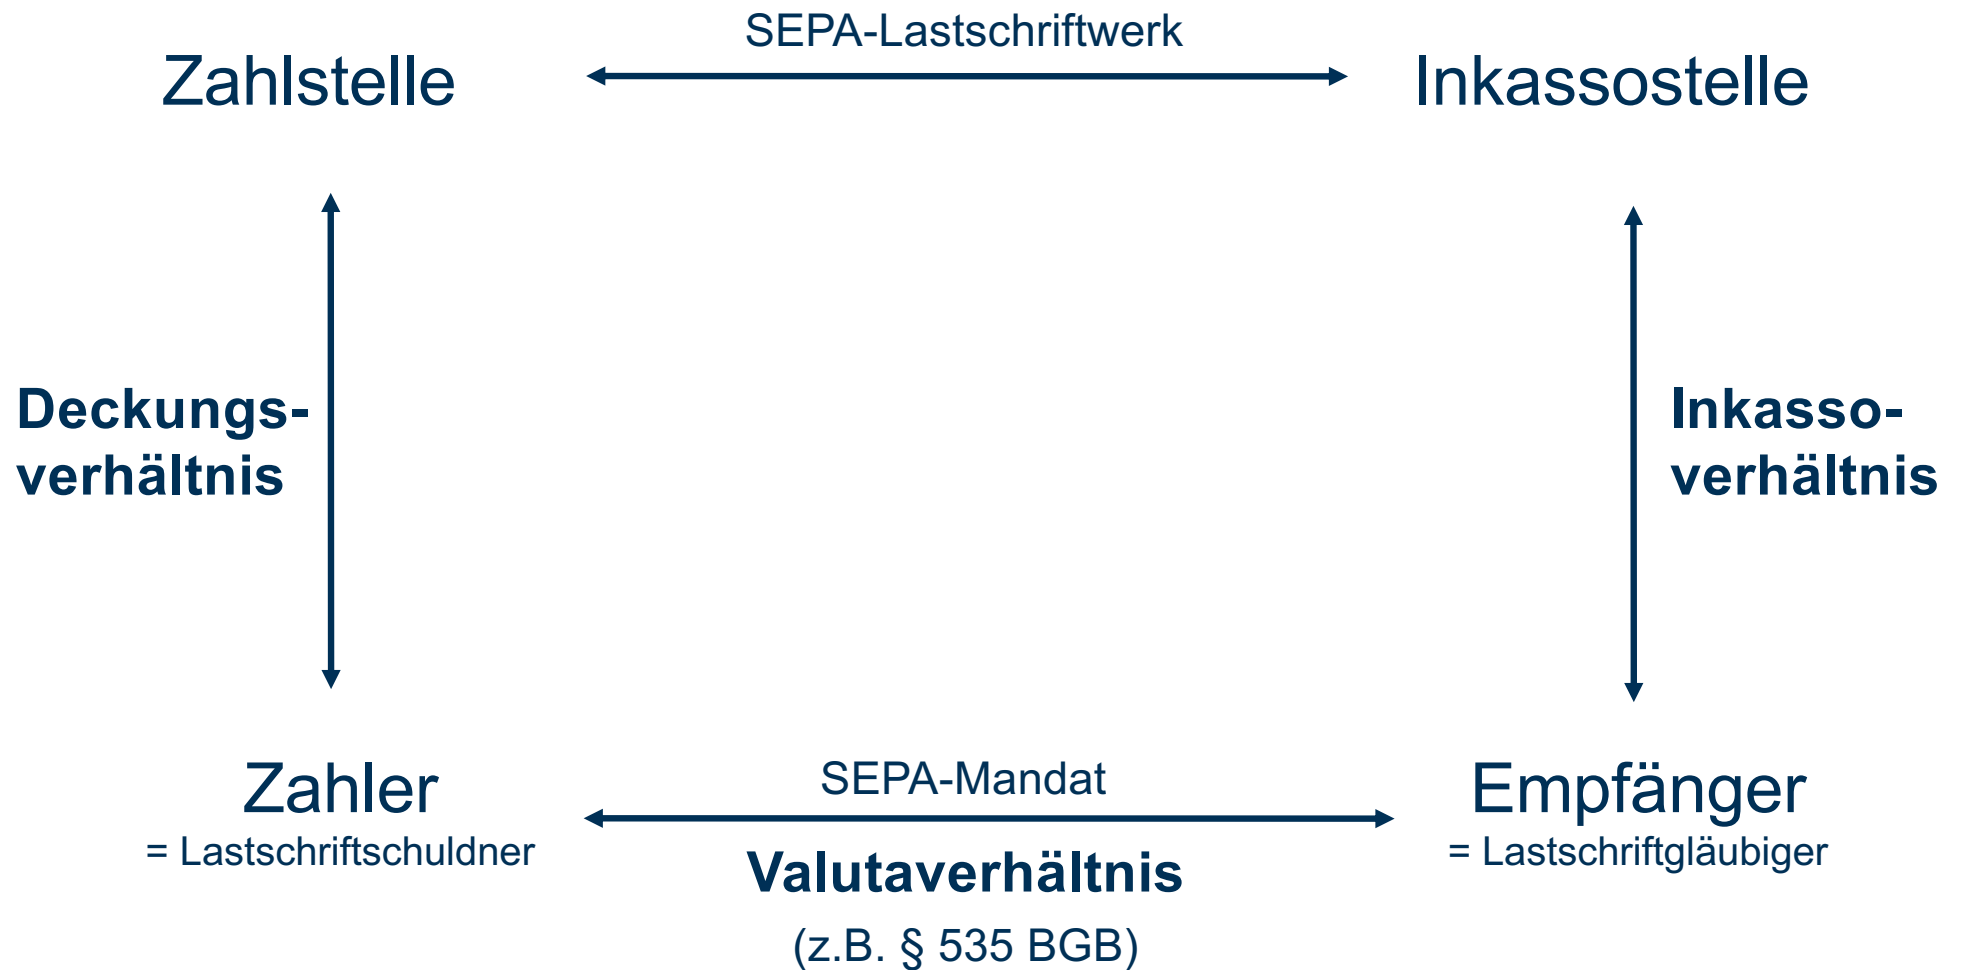 SEPA-Lastschriftwerk
Zahlstelle
Inkassostelle
Deckungs-
verhältnis
Inkasso-
verhältnis
Zahler
= Lastschriftschuldner
SEPA-Mandat
Valutaverhältnis
(z.B. § 535 BGB)
Empfänger
= Lastschriftgläubiger